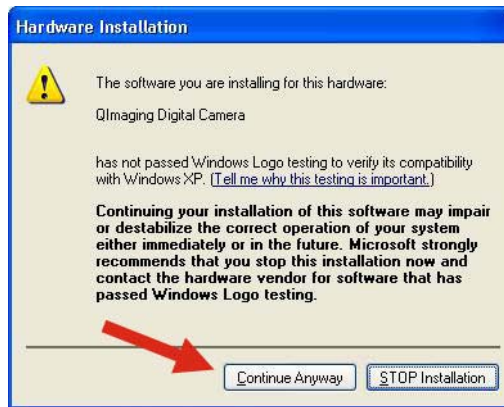 Hardware Installation
The software you are installing for this hardware:
QImaging Digital Camera
has not passed Windows Logo testing to verify its compatibility
with Windows XP. (Tell me why this testing is important.)
Continuing your installation of this software may impair
or destabilize the correct operation of your system
either immediately or in the future. Microsoft strongly
recommends that you stop this installation now and
contact the hardware vendor for software that has
passed Windows Logo testing.
Continue Anyway
STOP Installation